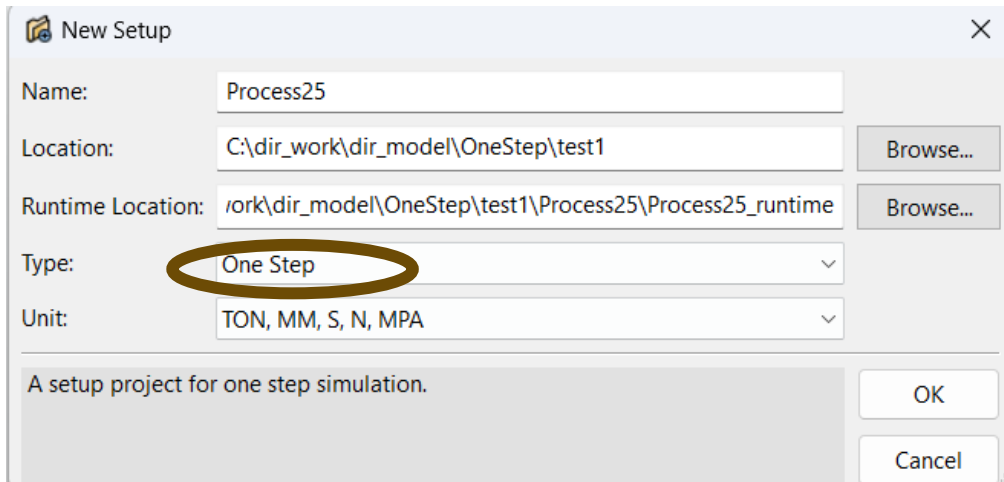 New Setup
Name: Process25
Location: C:\dir_work\dir_model\OneStep\test1 Browse...
Runtime Location: work\dir_model\OneStep\test1\Process25\Process25_runtime Browse...
Type: One Step
Unit: TON, MM, S, N, MPA
A setup project for one step simulation.
OK
Cancel